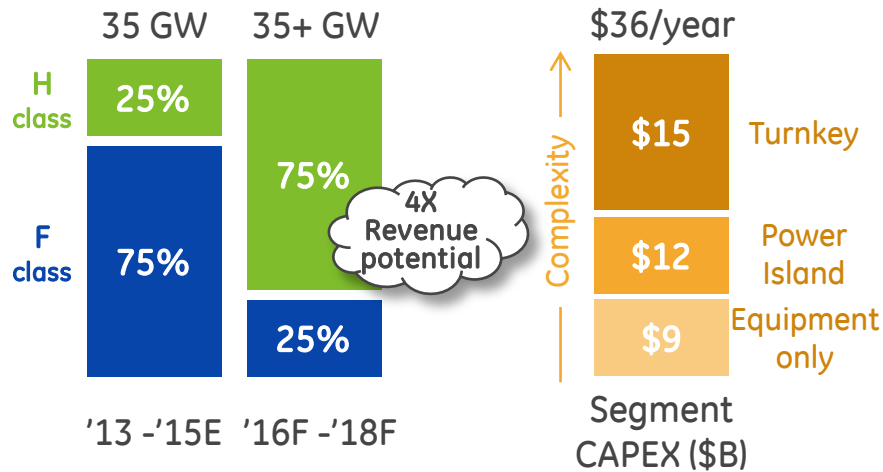 35 GW
35+ GW
$36/year
H
class
25%
75%
F
class
75%
25%
4X
Revenue
potential
Complexity
$15
Turnkey
$12
Power
Island
$9
Equipment
only
’13 -’15E
’16F -’18F
Segment
CAPEX ($B)